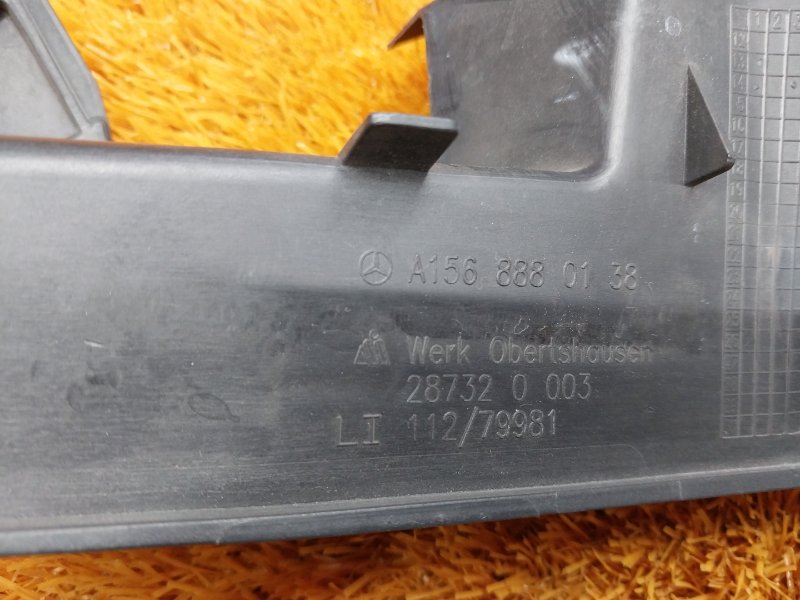 A156 888 01 38
Werk Obertshausen
28732 0 003
LI 112/79981